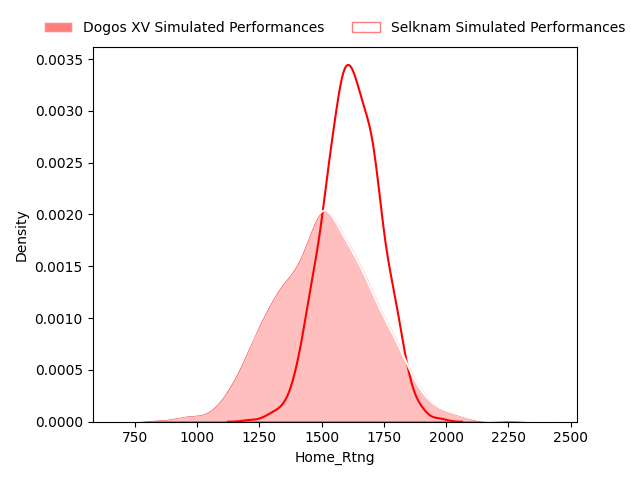 Dogos XV Simulated Performances
Selknam Simulated Performances
0.0035
0.0030
0.0025
0.0020
0.0015
0.0010
0.0005
0.0000
Density
750 1000 1250 1500 1750 2000 2250 2500
Home_Rtng